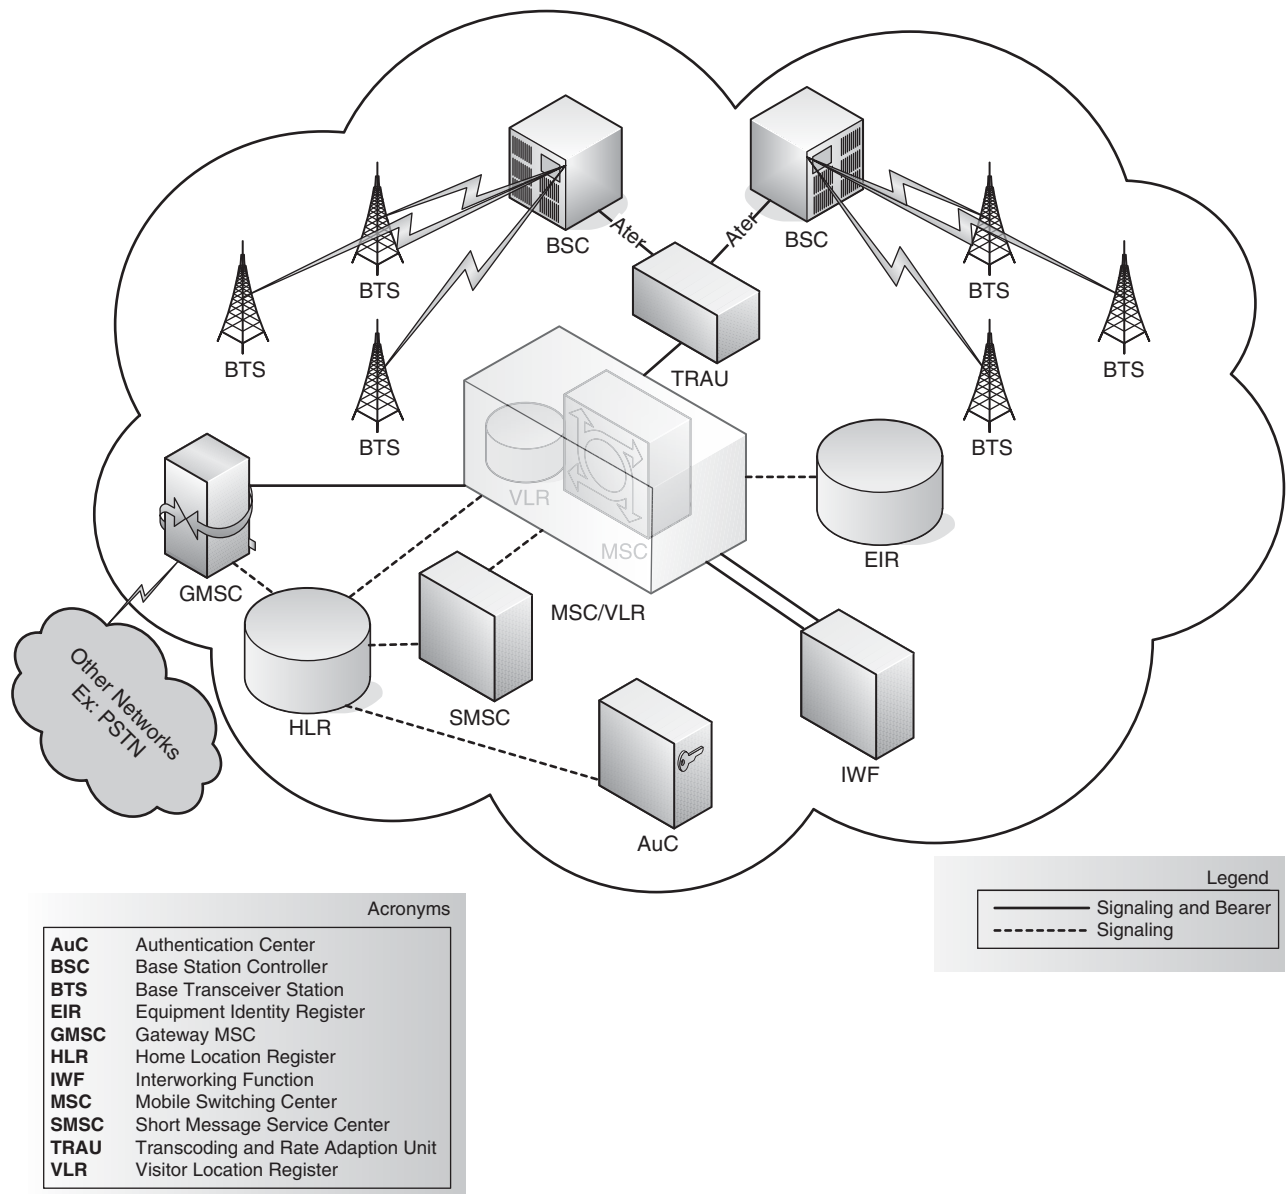 BSC
Ater
Ater
BSC
BTS
BTS
BTS
BTS
TRAU
BTS
BTS
VLR
MSC
EIR
GMSC
MSC/VLR
Other Networks
Ex: PSTN
HLR
SMSC
IWF
AuC
Legend
Signaling and Bearer
Signaling
Acronyms
AuC Authentication Center
BSC Base Station Controller
BTS Base Transceiver Station
EIR Equipment Identity Register
GMSC Gateway MSC
HLR Home Location Register
IWF Interworking Function
MSC Mobile Switching Center
SMSC Short Message Service Center
TRAU Transcoding and Rate Adaption Unit
VLR Visitor Location Register